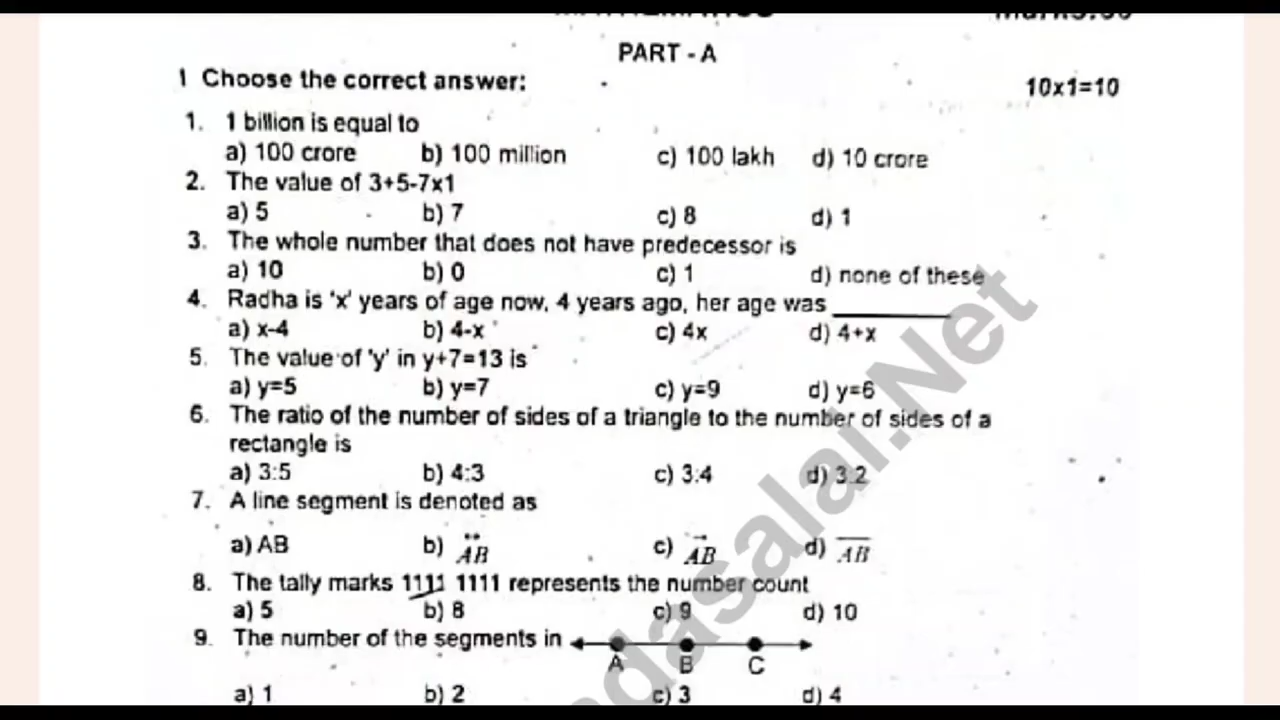 PART - A
I Choose the correct answer: 10x1=10
1. 1 billion is equal to
a) 100 crore b) 100 million c) 100 lakh d) 10 crore
2. The value of 3+5-7x1
a) 5 b) 7 c) 8 d) 1
3. The whole number that does not have predecessor is
a) 10 b) 0 c) 1 d) none of these
4. Radha is 'x' years of age now, 4 years ago, her age was ________
a) x-4 b) 4-x c) 4x d) 4+x
5. The value of 'y' in y+7=13 is
a) y=5 b) y=7 c) y=9 d) y=6
6. The ratio of the number of sides of a triangle to the number of sides of a
rectangle is
a) 3:5 b) 4:3 c) 3:4 d) 3:2
7. A line segment is denoted as
a) AB b) AB c) AB d) AB
8. The tally marks 1111 1111 represents the number count
a) 5 b) 8 c) 9 d) 10
9. The number of the segments in
A B C
a) 1 b) 2 c) 3 d) 4
dasalai.Net